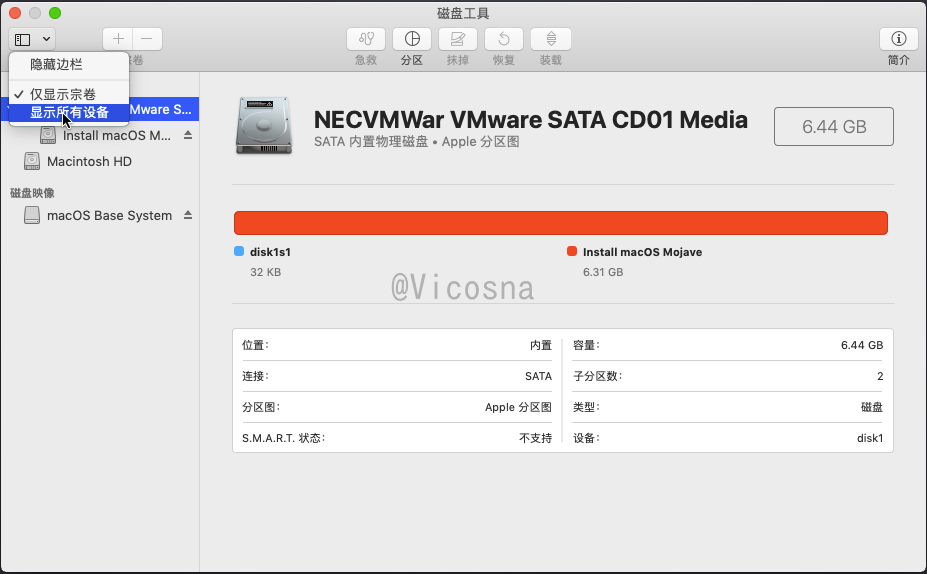 磁盘工具
宗卷
急救
分区
抹掉
恢复
装载
简介
隐藏边栏
仅显示宗卷
显示所有设备
Mware S...
Install macOS M...
Macintosh HD
磁盘映像
macOS Base System
NECVMWar VMware SATA CD01 Media
SATA 内置物理磁盘 • Apple 分区图
6.44 GB
disk1s1
32 KB
Install macOS Mojave
6.31 GB
@Vicosna
位置: 内置
容量: 6.44 GB
连接: SATA
子分区数: 2
分区图: Apple 分区图
类型: 磁盘
S.M.A.R.T. 状态: 不支持
设备: disk1